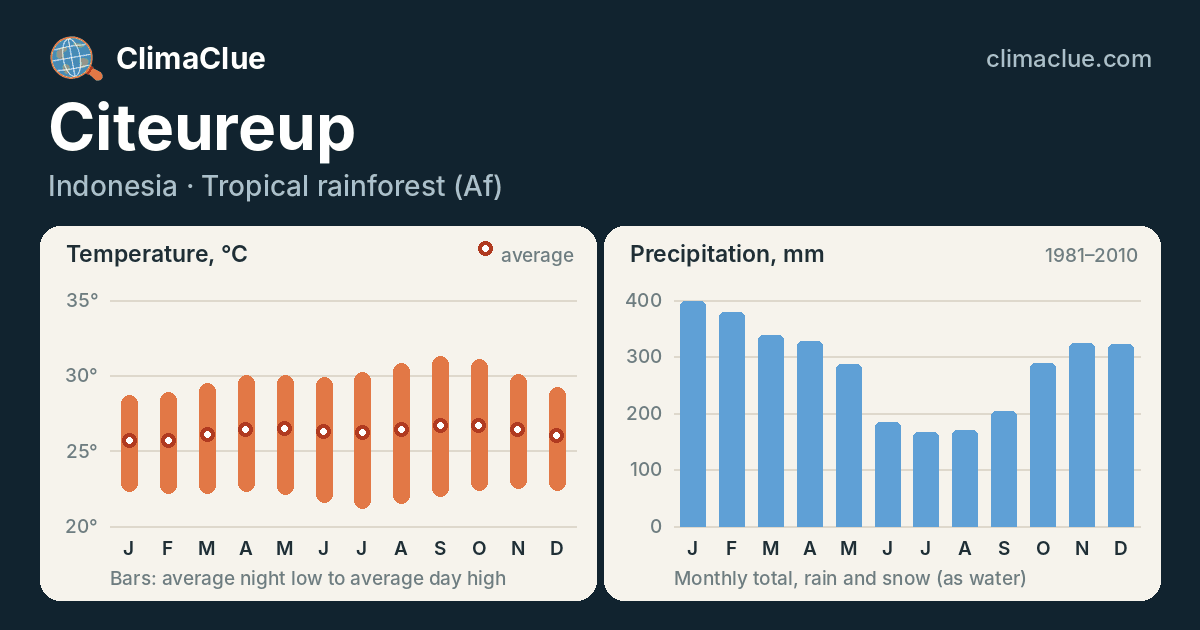 ClimaClue
climaclue.com
Citeureup
Indonesia · Tropical rainforest (Af)
Temperature, °C
average
35°
30°
25°
20°
J F M A M J J A S O N D
Bars: average night low to average day high
Precipitation, mm
1981–2010
400
300
200
100
0
J F M A M J J A S O N D
Monthly total, rain and snow (as water)